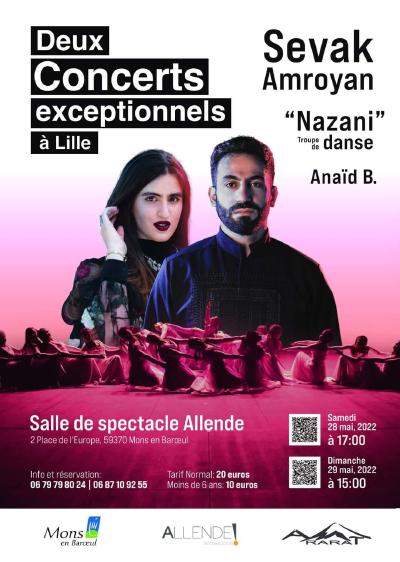 Deux
Concerts
exceptionnels
à Lille
Sevak
Amroyan
“Nazani”
Troupe de danse
Anaïd B.
Salle de spectacle Allende
2 Place de l'Europe, 59370 Mons en Barœul
Info et réservation:
06 79 79 80 24 | 06 87 10 92 55
Tarif Normal: 20 euros
Moins de 6 ans: 10 euros
Samedi
28 mai, 2022
à 17:00
Dimanche
29 mai, 2022
à 15:00
Mons
en Barœul
ALLENDE!
ARARAT